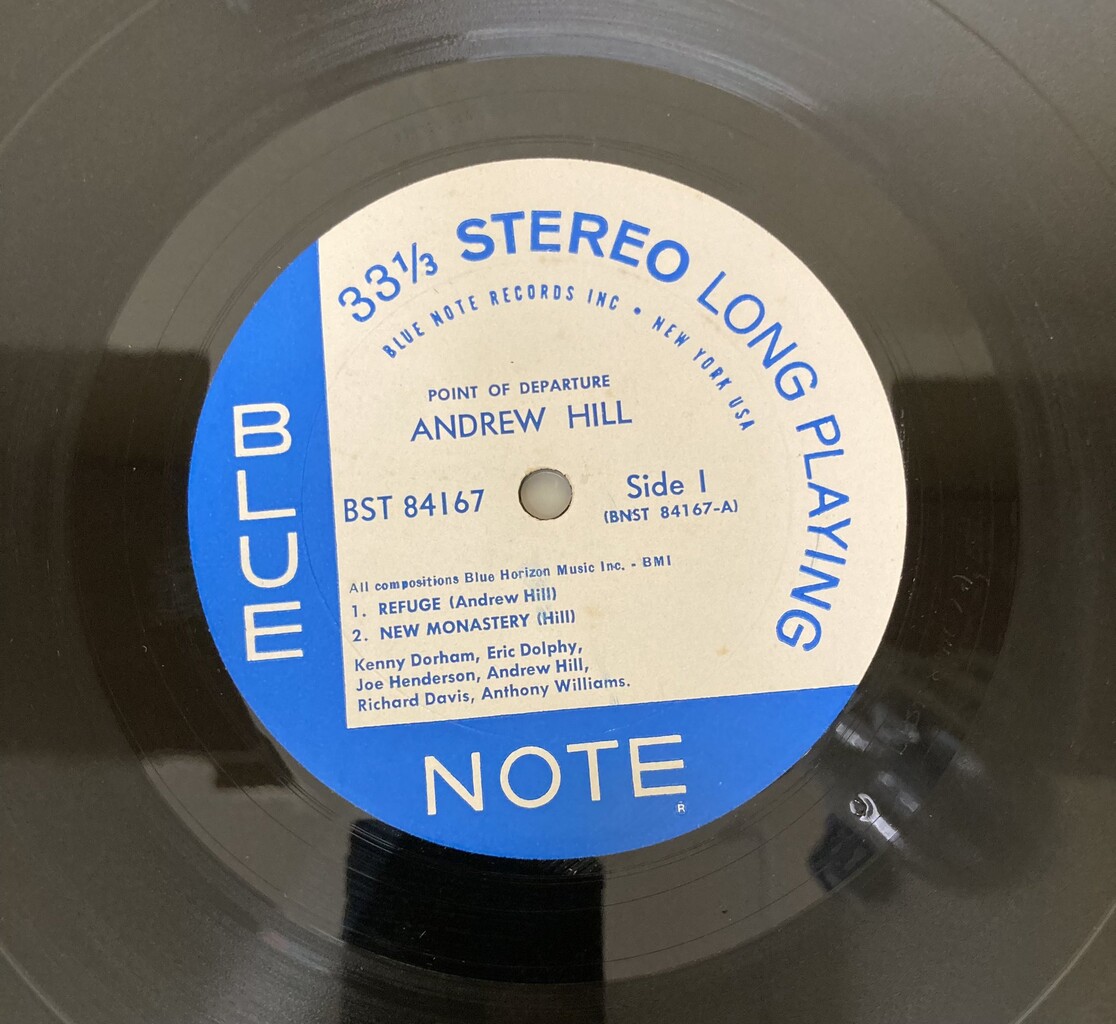 33⅓ STEREO LONG PLAYING
BLUE NOTE RECORDS INC • NEW YORK USA
POINT OF DEPARTURE
ANDREW HILL
BST 84167
Side 1
(BNST 84167-A)
All compositions Blue Horizon Music Inc. - BMI
1. REFUGE (Andrew Hill)
2. NEW MONASTERY (Hill)
Kenny Dorham, Eric Dolphy,
Joe Henderson, Andrew Hill,
Richard Davis, Anthony Williams.
BLUE
NOTE
R